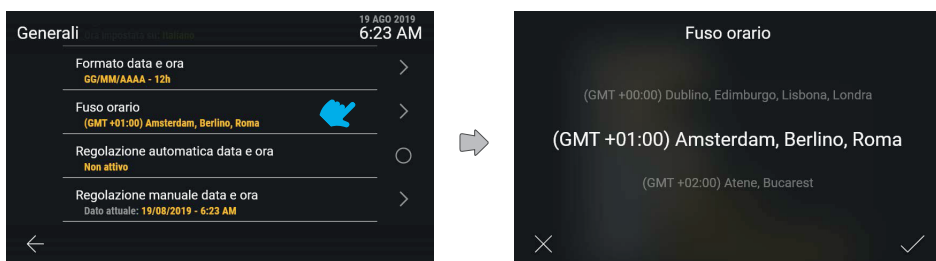 19 AGO 2019
Generali
6:23 AM
Formato data e ora
GG/MM/AAAA - 12h
Fuso orario
(GMT +01:00) Amsterdam, Berlino, Roma
Regolazione automatica data e ora
Non attivo
Regolazione manuale data e ora
Dato attuale: 19/08/2019 - 6:23 AM
Fuso orario
(GMT +00:00) Dublino, Edimburgo, Lisbona, Londra
(GMT +01:00) Amsterdam, Berlino, Roma
(GMT +02:00) Atene, Bucarest